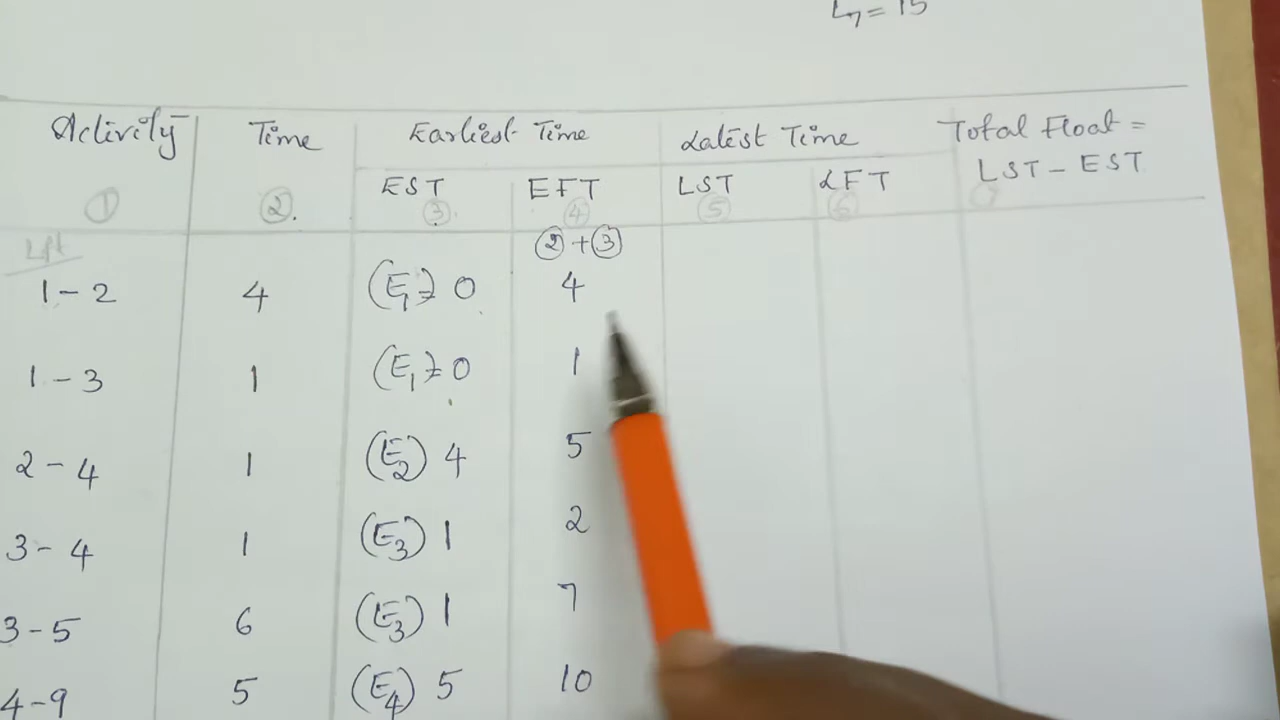 L7 = 15
Activity Time Earliest Time Latest Time Total Float =
EST EFT LST LFT LST - EST
① ②. ③ ④ ⑤ ⑥ ⑦
② + ③
1 - 2 4 (E1) = 0 4
1 - 3 1 (E1) = 0 1
2 - 4 1 (E2) 4 5
3 - 4 1 (E3) 1 2
3 - 5 6 (E3) 1 7
4 - 9 5 (E4) 5 10